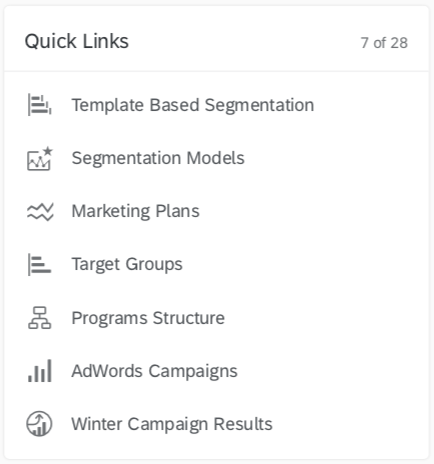 Quick Links
7 of 28
Template Based Segmentation
Segmentation Models
Marketing Plans
Target Groups
Programs Structure
AdWords Campaigns
Winter Campaign Results